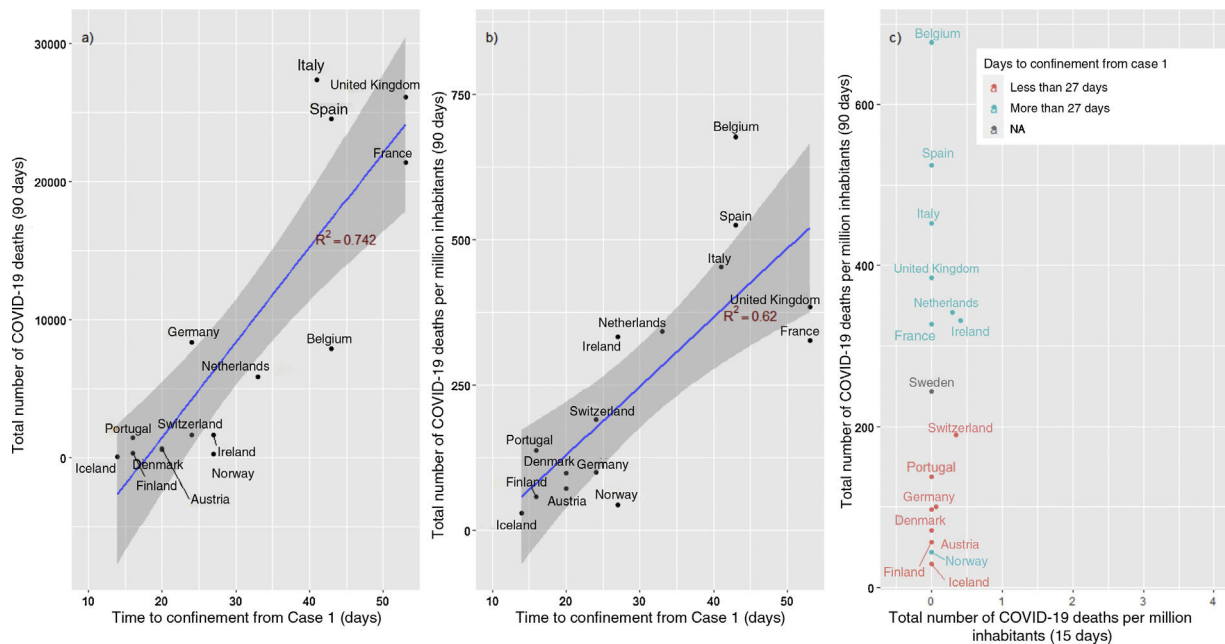 a)
Total number of COVID-19 deaths (90 days)
30000
20000
10000
0
Italy
United Kingdom
Spain
France
R² = 0.742
Germany
Belgium
Netherlands
Portugal
Switzerland
Iceland
Denmark
Ireland
Finland
Norway
Austria
10 20 30 40 50
Time to confinement from Case 1 (days)
b)
Total number of COVID-19 deaths per million inhabitants (90 days)
750
500
250
0
Belgium
Spain
Italy
United Kingdom
Netherlands
R² = 0.62
Ireland
France
Switzerland
Portugal
Denmark
Germany
Finland
Austria
Norway
Iceland
10 20 30 40 50
Time to confinement from Case 1 (days)
c)
Total number of COVID-19 deaths per million inhabitants (90 days)
600
400
200
0
Belgium
Days to confinement from case 1
Less than 27 days
More than 27 days
NA
Spain
Italy
United Kingdom
Netherlands
France
Ireland
Sweden
Switzerland
Portugal
Germany
Denmark
Austria
Norway
Finland
Iceland
0 1 2 3 4
Total number of COVID-19 deaths per million
inhabitants (15 days)